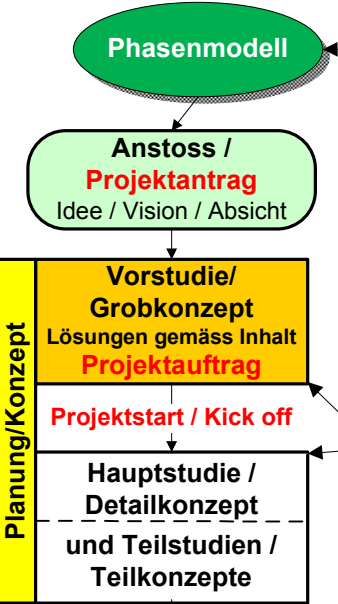 Phasenmodell
Anstoss /
Projektantrag
Idee / Vision / Absicht
Planung/Konzept
Vorstudie/
Grobkonzept
Lösungen gemäss Inhalt
Projektauftrag
Projektstart / Kick off
Hauptstudie /
Detailkonzept
und Teilstudien /
Teilkonzepte